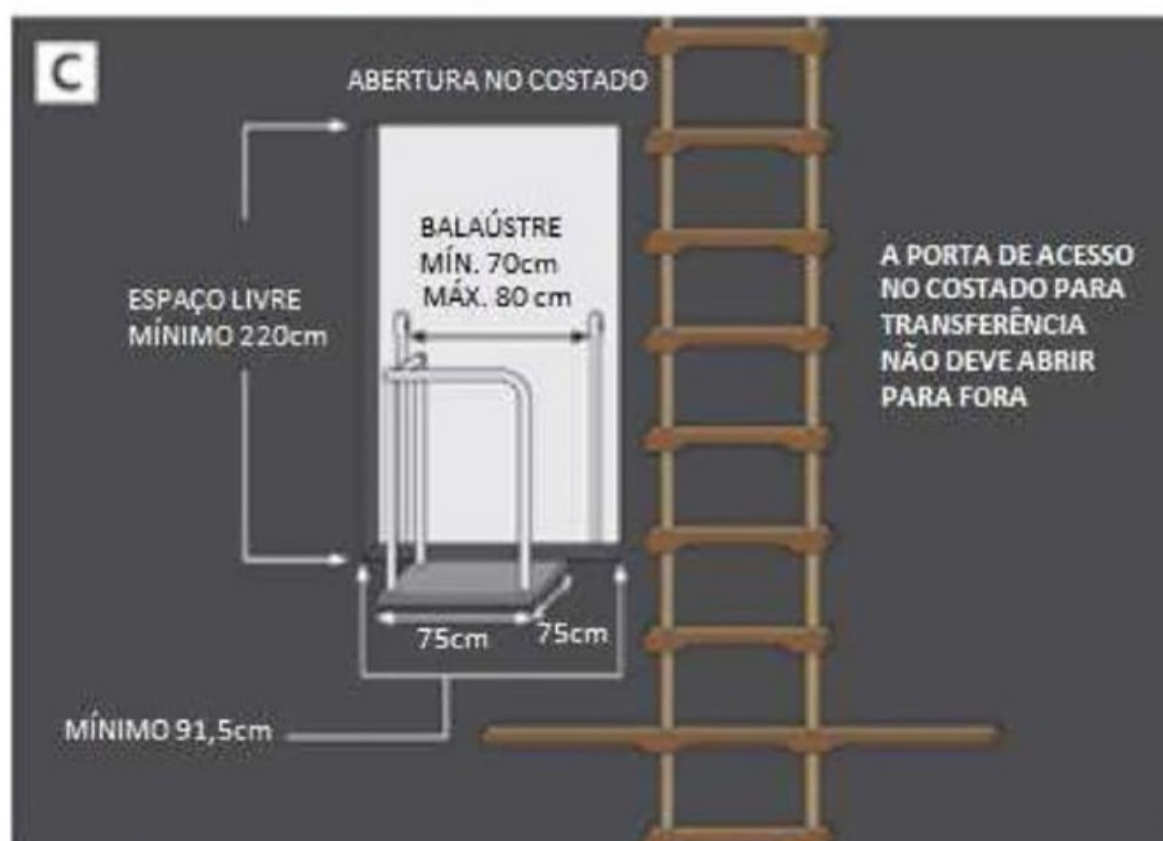 C
ABERTURA NO COSTADO
BALAÚSTRE
MÍN. 70cm
MÁX. 80 cm
ESPAÇO LIVRE
MÍNIMO 220cm
A PORTA DE ACESSO
NO COSTADO PARA
TRANSFERÊNCIA
NÃO DEVE ABRIR
PARA FORA
75cm
75cm
MÍNIMO 91,5cm